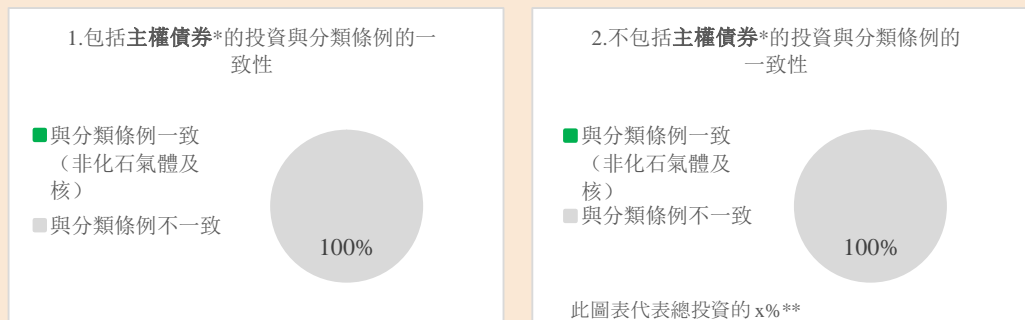 1.包括主權債券*的投資與分類條例的一
致性
與分類條例一致
（非化石氣體及
核）
與分類條例不一致
100%
2.不包括主權債券*的投資與分類條例的
一致性
與分類條例一致
（非化石氣體及
核）
與分類條例不一致
100%
此圖表代表總投資的 x%**